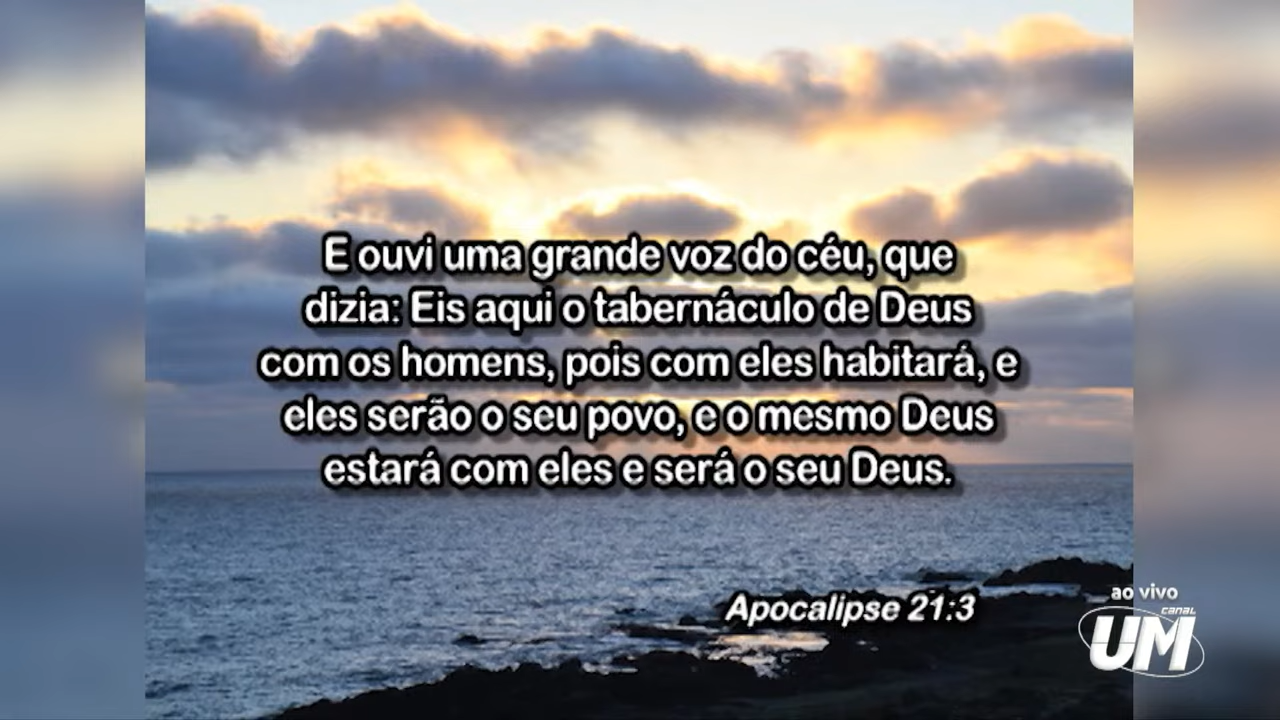 E ouvi uma grande voz do céu, que
dizia: Eis aqui o tabernáculo de Deus
com os homens, pois com eles habitará, e
eles serão o seu povo, e o mesmo Deus
estará com eles e será o seu Deus.
Apocalipse 21:3
ao vivo
canal
UM